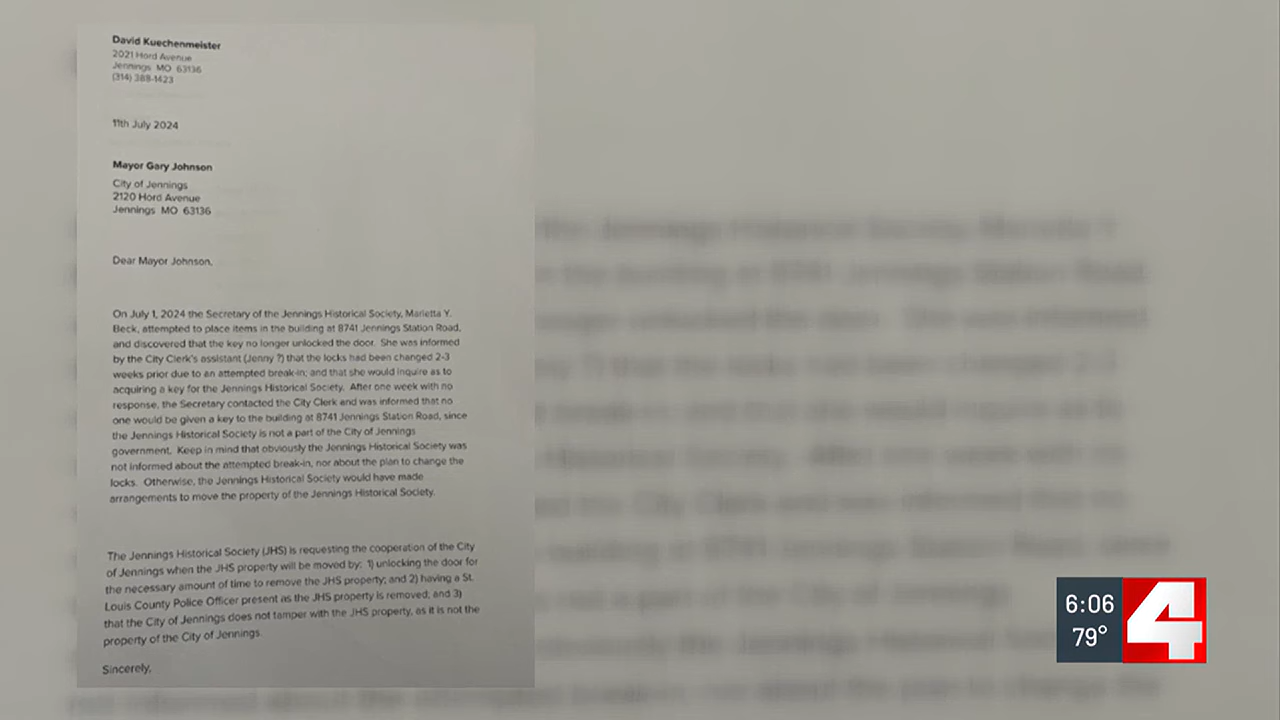 David Kuechenmeister
2021 Hord Avenue
Jennings MO 63136
(314) 388-1423
11th July 2024
Mayor Gary Johnson
City of Jennings
2120 Hord Avenue
Jennings MO 63136
Dear Mayor Johnson,
On July 1, 2024 the Secretary of the Jennings Historical Society, Marietta Y.
Beck, attempted to place items in the building at 8741 Jennings Station Road,
and discovered that the key no longer unlocked the door. She was informed
by the City Clerk's assistant (Jenny ?) that the locks had been changed 2-3
weeks prior due to an attempted break-in; and that she would inquire as to
acquiring a key for the Jennings Historical Society. After one week with no
response, the Secretary contacted the City Clerk and was informed that no
one would be given a key to the building at 8741 Jennings Station Road, since
the Jennings Historical Society is not a part of the City of Jennings
government. Keep in mind that obviously the Jennings Historical Society was
not informed about the attempted break-in, nor about the plan to change the
locks. Otherwise, the Jennings Historical Society would have made
arrangements to move the property of the Jennings Historical Society.
The Jennings Historical Society (JHS) is requesting the cooperation of the City
of Jennings when the JHS property will be moved by: 1) unlocking the door for
the necessary amount of time to remove the JHS property; and 2) having a St.
Louis County Police Officer present as the JHS property is removed; and 3)
that the City of Jennings does not tamper with the JHS property, as it is not the
property of the City of Jennings.
Sincerely,
6:06
79°
4